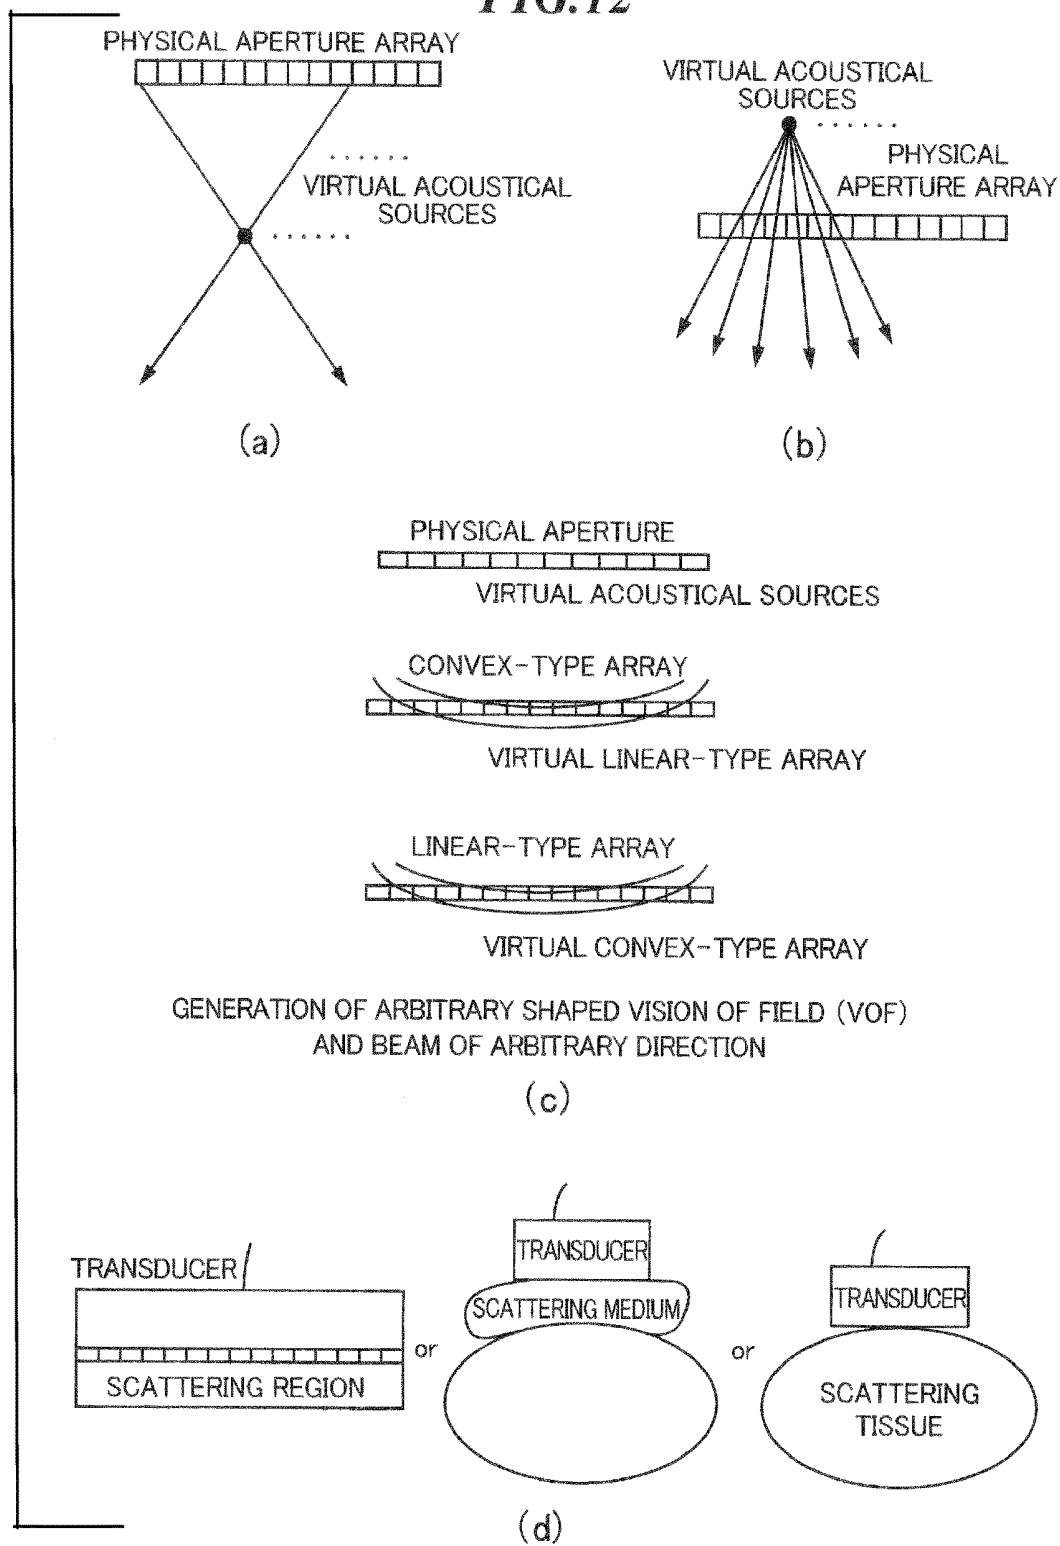 FIG.12
PHYSICAL APERTURE ARRAY
VIRTUAL ACOUSTICAL
SOURCES
(a)
VIRTUAL ACOUSTICAL
SOURCES
PHYSICAL
APERTURE ARRAY
(b)
PHYSICAL APERTURE
VIRTUAL ACOUSTICAL SOURCES
CONVEX-TYPE ARRAY
VIRTUAL LINEAR-TYPE ARRAY
LINEAR-TYPE ARRAY
VIRTUAL CONVEX-TYPE ARRAY
GENERATION OF ARBITRARY SHAPED VISION OF FIELD (VOF)
AND BEAM OF ARBITRARY DIRECTION
(c)
TRANSDUCER
SCATTERING REGION
or
TRANSDUCER
SCATTERING MEDIUM
or
TRANSDUCER
SCATTERING
TISSUE
(d)